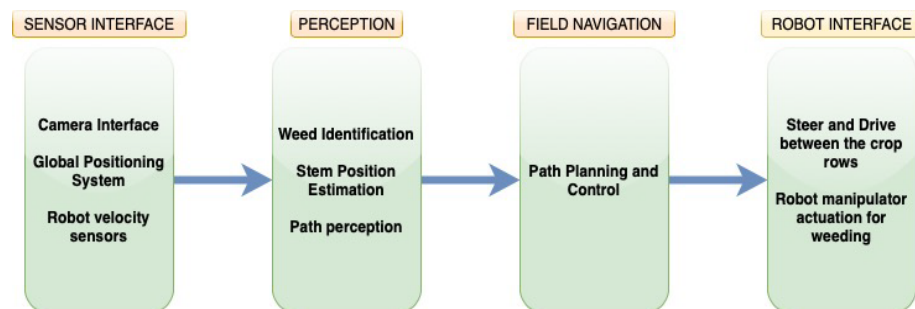 SENSOR INTERFACE
PERCEPTION
FIELD NAVIGATION
ROBOT INTERFACE
Camera Interface
Global Positioning
System
Robot velocity
sensors
Weed Identification
Stem Position
Estimation
Path perception
Path Planning and
Control
Steer and Drive
between the crop
rows
Robot manipulator
actuation for
weeding